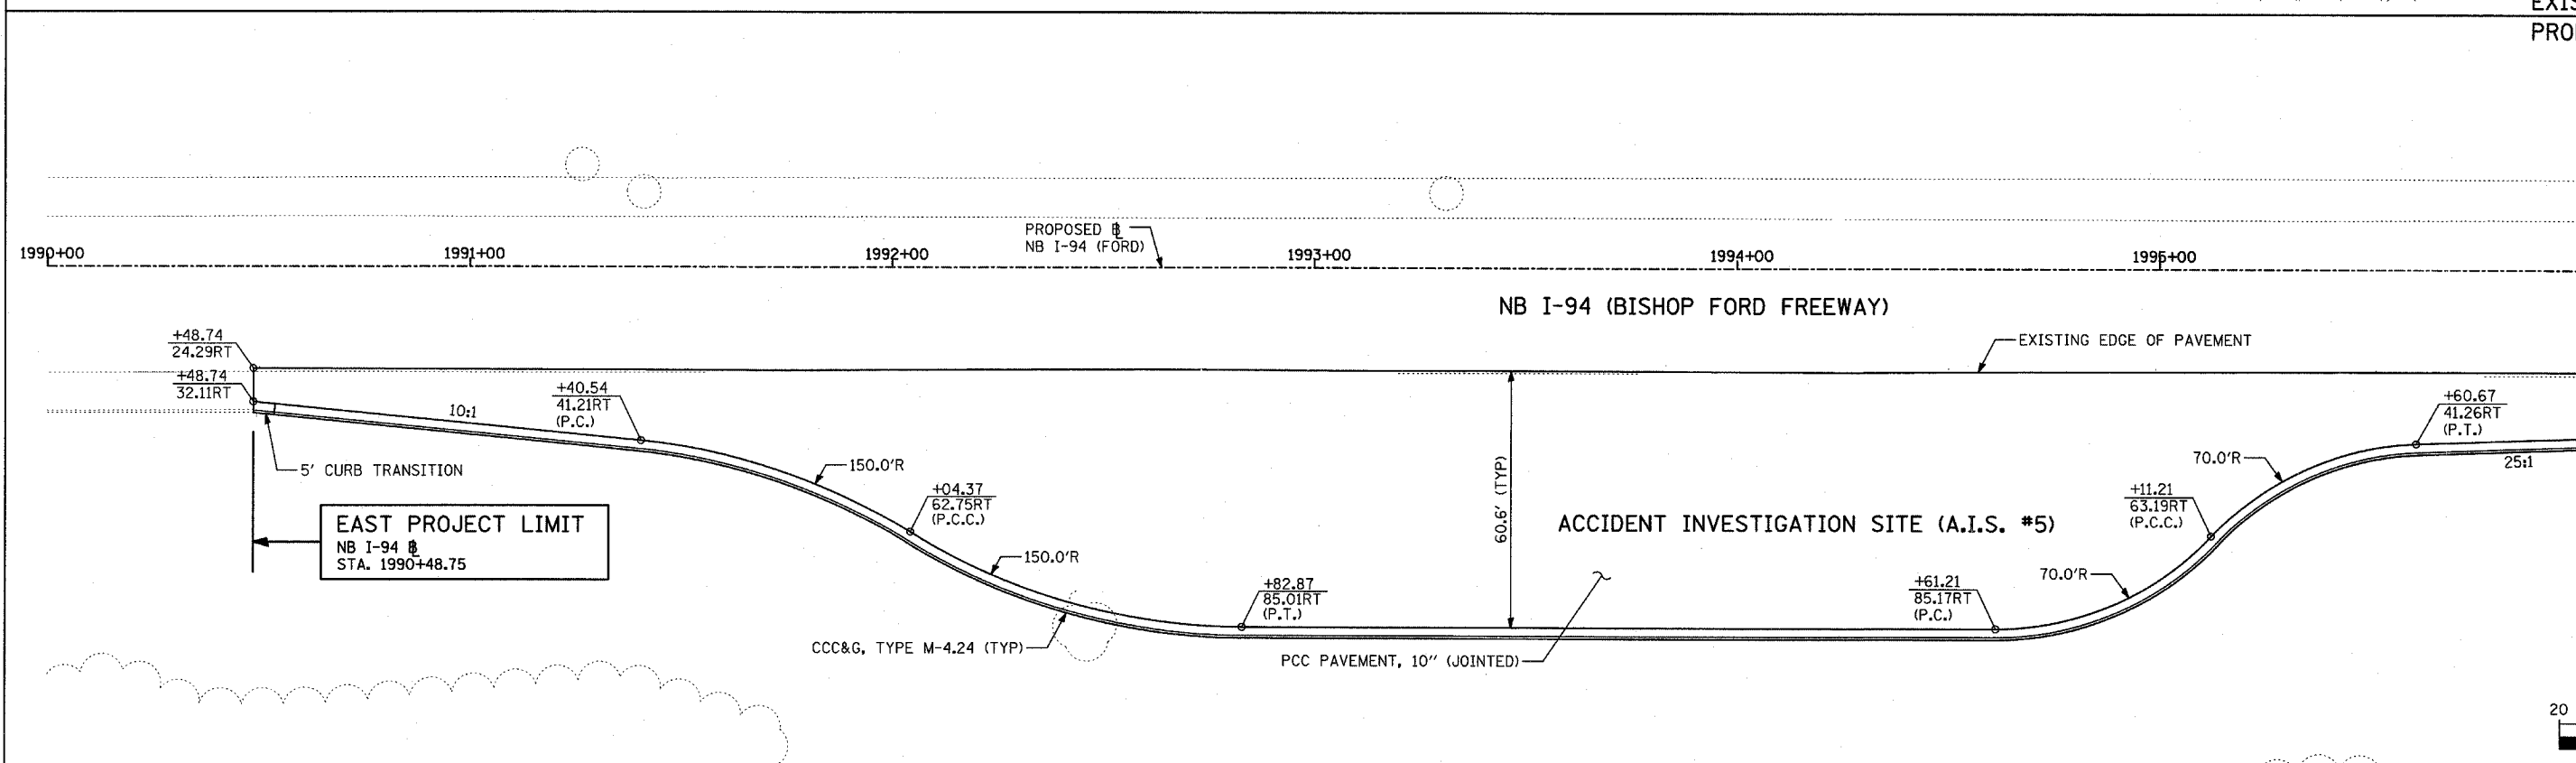 PROPOSED ⅊
NB I-94 (FORD)
1990+00
1991+00
1992+00
1993+00
1994+00
1995+00
NB I-94 (BISHOP FORD FREEWAY)
EXISTING EDGE OF PAVEMENT
+48.74
24.29RT
+48.74
32.11RT
10:1
+40.54
41.21RT
(P.C.)
5' CURB TRANSITION
150.0'R
+04.37
62.75RT
(P.C.C.)
EAST PROJECT LIMIT
NB I-94 ⅊
STA. 1990+48.75
150.0'R
CCC&G, TYPE M-4.24 (TYP)
+82.87
85.01RT
(P.T.)
60.6' (TYP)
ACCIDENT INVESTIGATION SITE (A.I.S. #5)
PCC PAVEMENT, 10" (JOINTED)
+61.21
85.17RT
(P.C.)
70.0'R
+11.21
63.19RT
(P.C.C.)
70.0'R
+60.67
41.26RT
(P.T.)
25:1
20